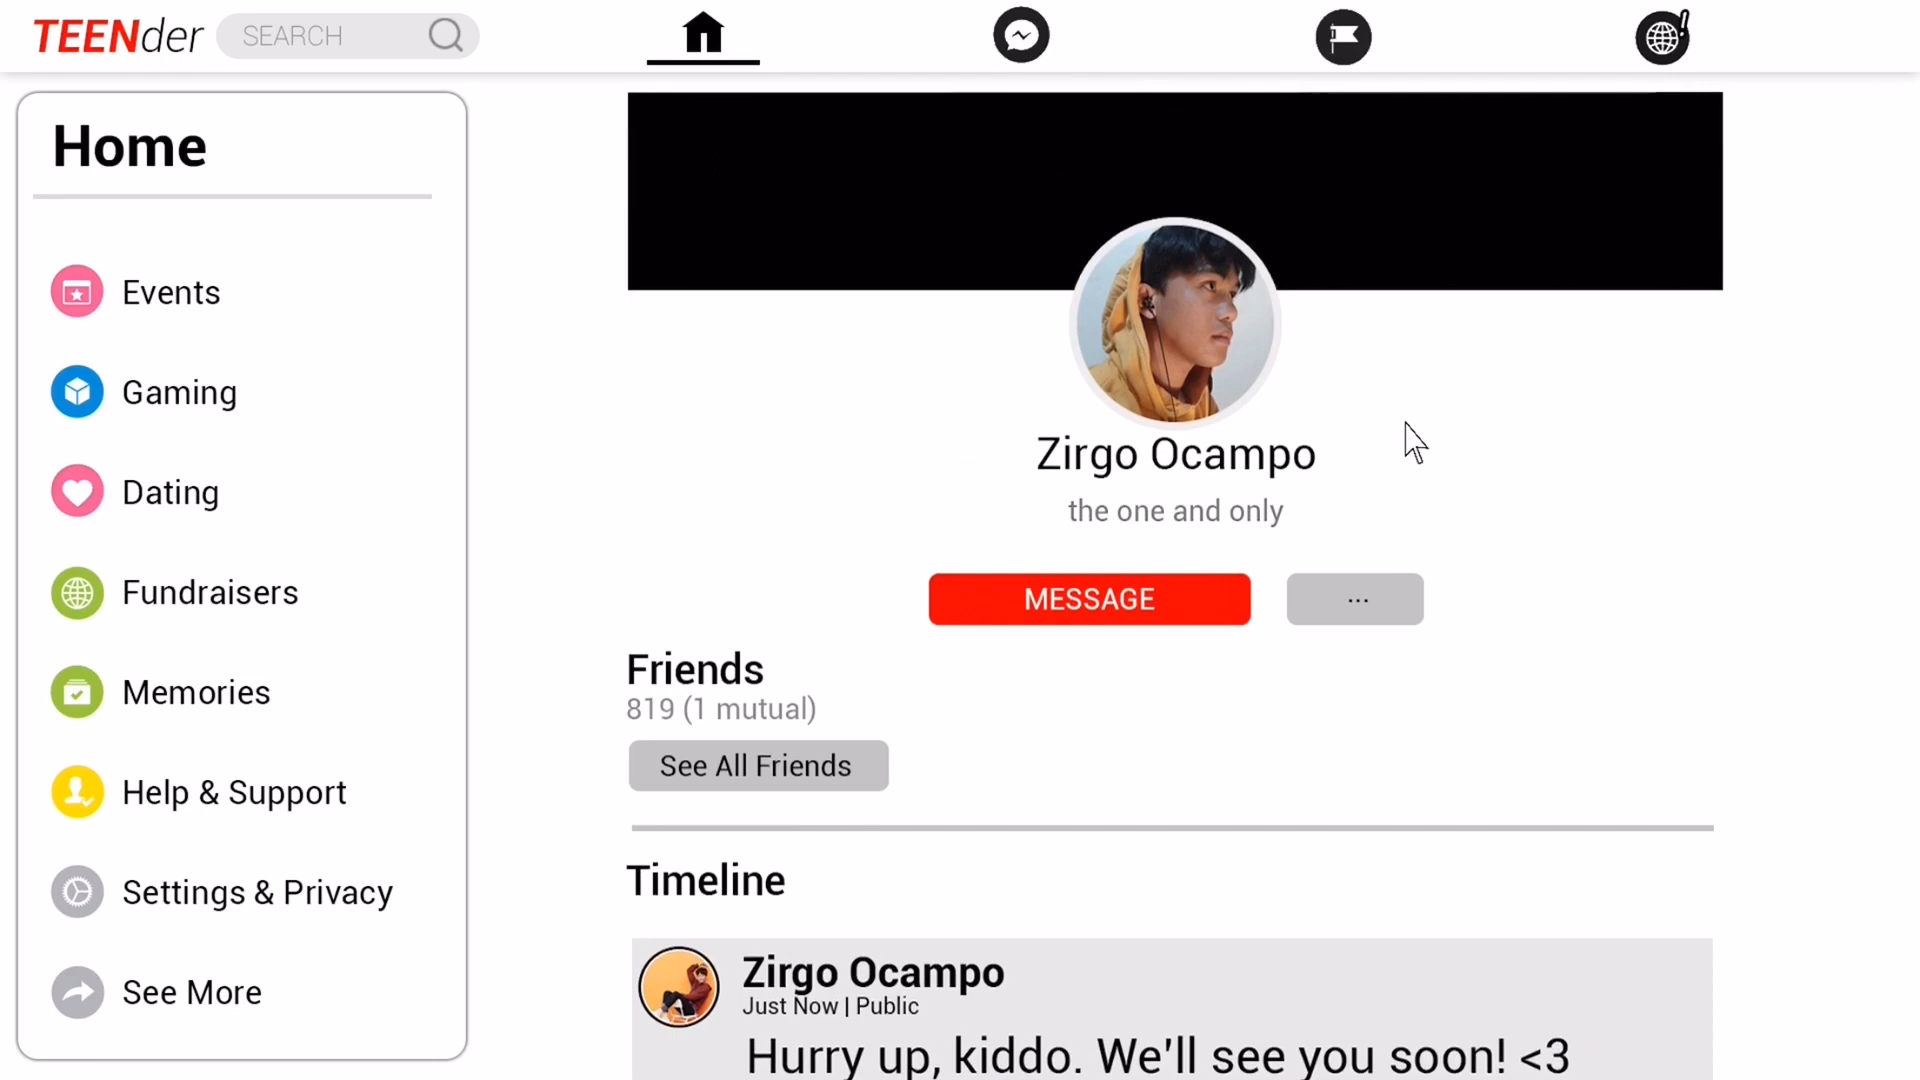 TEENder
SEARCH
!
Home
Events
Gaming
Dating
Fundraisers
Memories
Help & Support
Settings & Privacy
See More
Zirgo Ocampo
the one and only
MESSAGE
...
Friends
819 (1 mutual)
See All Friends
Timeline
Zirgo Ocampo
Just Now | Public
Hurry up, kiddo. We'll see you soon! <3